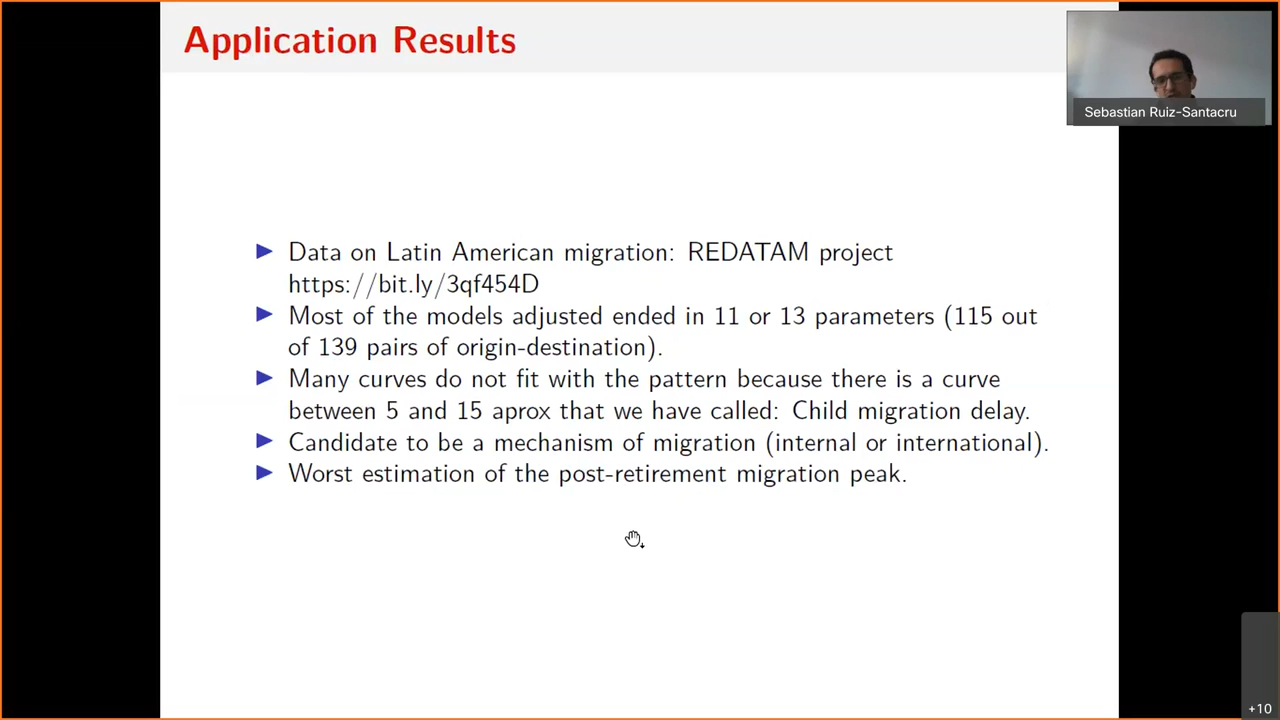 Application Results
Sebastian Ruiz-Santacru
Data on Latin American migration: REDATAM project
https://bit.ly/3qf454D
Most of the models adjusted ended in 11 or 13 parameters (115 out
of 139 pairs of origin-destination).
Many curves do not fit with the pattern because there is a curve
between 5 and 15 aprox that we have called: Child migration delay.
Candidate to be a mechanism of migration (internal or international).
Worst estimation of the post-retirement migration peak.
+10